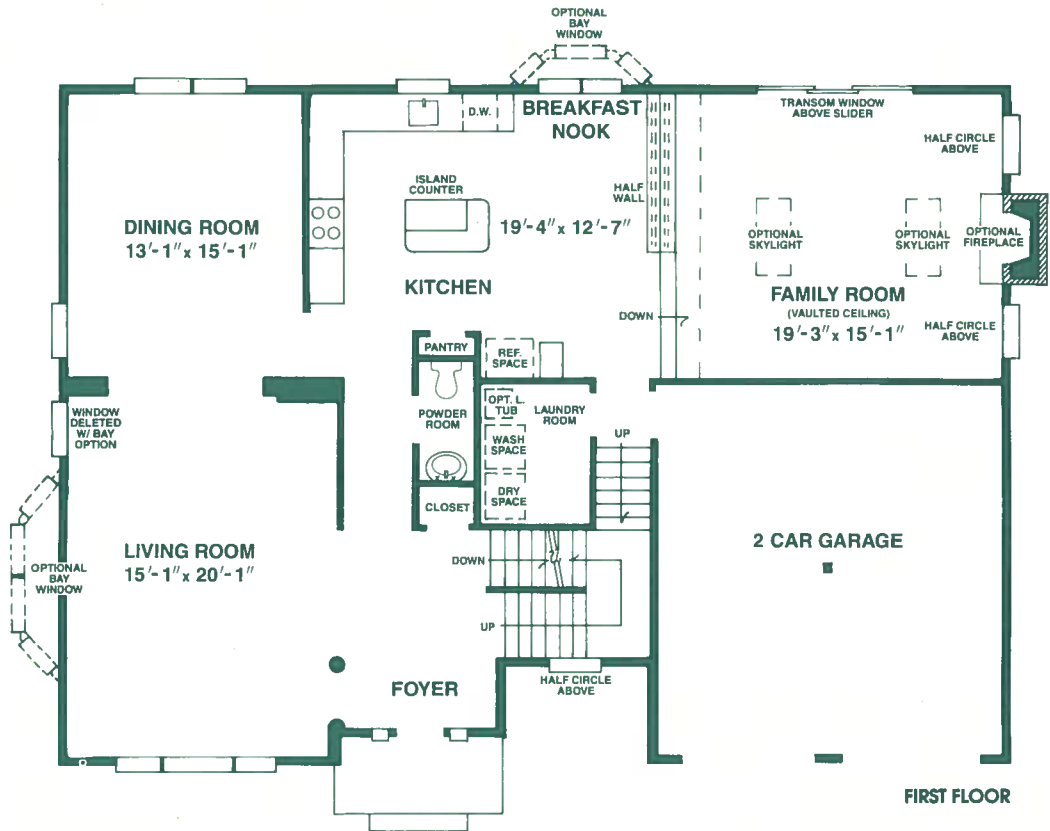 OPTIONAL
BAY
WINDOW
D.W.
BREAKFAST
NOOK
TRANSOM WINDOW
ABOVE SLIDER
HALF CIRCLE
ABOVE
ISLAND
COUNTER
HALF
WALL
DINING ROOM
13'-1" x 15'-1"
19'-4" x 12'-7"
OPTIONAL
SKYLIGHT
OPTIONAL
SKYLIGHT
OPTIONAL
FIREPLACE
KITCHEN
FAMILY ROOM
(VAULTED CEILING)
19'-3" x 15'-1"
DOWN
HALF CIRCLE
ABOVE
PANTRY
REF.
SPACE
WINDOW
DELETED
W/ BAY
OPTION
POWDER
ROOM
OPT. L.
TUB
LAUNDRY
ROOM
WASH
SPACE
UP
DRY
SPACE
CLOSET
LIVING ROOM
15'-1" x 20'-1"
OPTIONAL
BAY
WINDOW
DOWN
2 CAR GARAGE
UP
FOYER
HALF CIRCLE
ABOVE
FIRST FLOOR